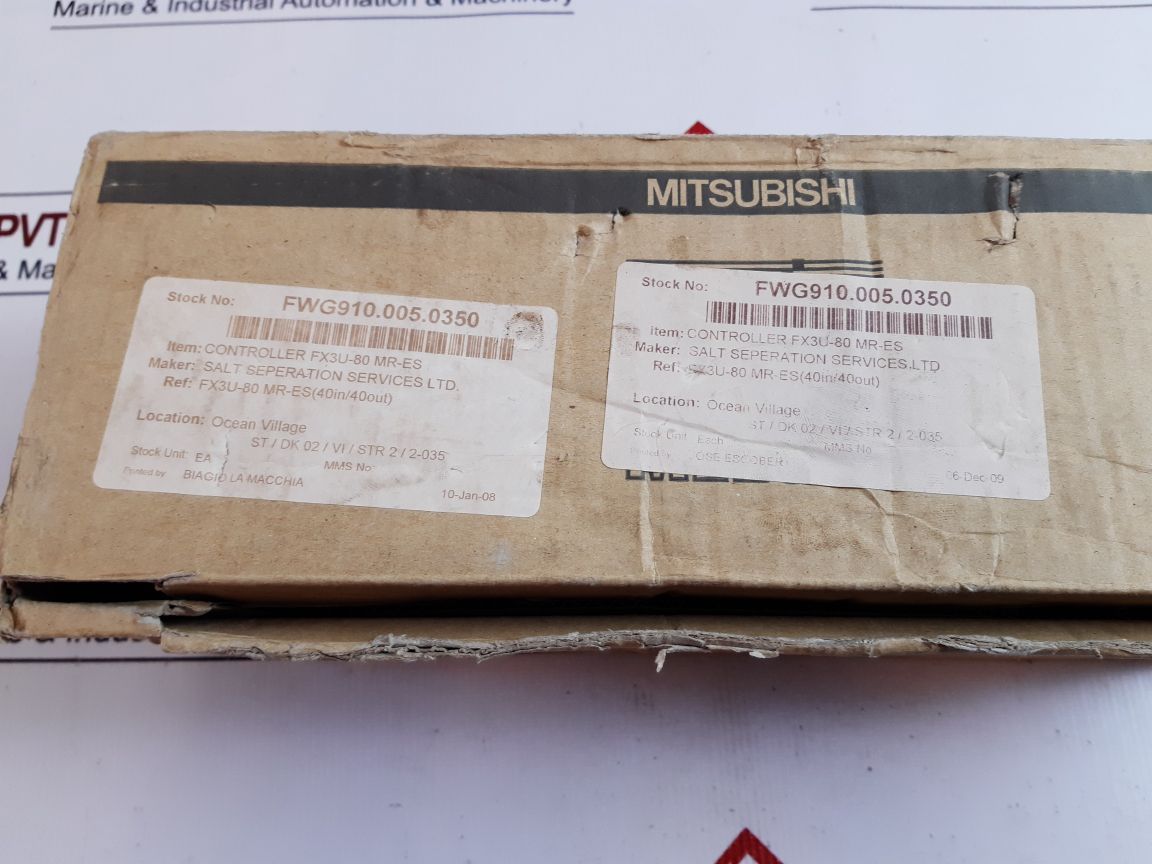 Marine & Industrial Automation & Machinery
MITSUBISHI
PVT
& Ma
Stock No: FWG910.005.0350
Item: CONTROLLER FX3U-80 MR-ES
Maker: SALT SEPERATION SERVICES LTD.
Ref: FX3U-80 MR-ES(40in/40out)
Location: Ocean Village
ST / DK 02 / VI / STR 2 / 2-035
Stock Unit: EA MMS No
Printed by: BIAGIO LA MACCHIA 10-Jan-08
Stock No: FWG910.005.0350
Item: CONTROLLER FX3U-80 MR-ES
Maker: SALT SEPERATION SERVICES.LTD
Ref: FX3U-80 MR-ES(40in/40out)
Location: Ocean Village
ST / DK 02 / VI / STR 2 / 2-035
Stock Unit: Each MMS No
Printed by: OSE ESCOBER 06-Dec-09